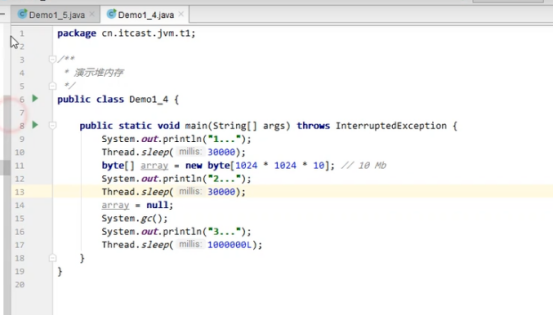 Demo1_5.java Demo1_4.java
1 package cn.itcast.jvm.t1;
2
3 /**
4 * 演示堆内存
5 */
6 public class Demo1_4 {
7
8 public static void main(String[] args) throws InterruptedException {
9 System.out.println("1...");
10 Thread.sleep( millis: 30000);
11 byte[] array = new byte[1024 * 1024 * 10]; // 10 Mb
12 System.out.println("2...");
13 Thread.sleep( millis: 30000);
14 array = null;
15 System.gc();
16 System.out.println("3...");
17 Thread.sleep( millis: 1000000L);
18 }
19 }
20